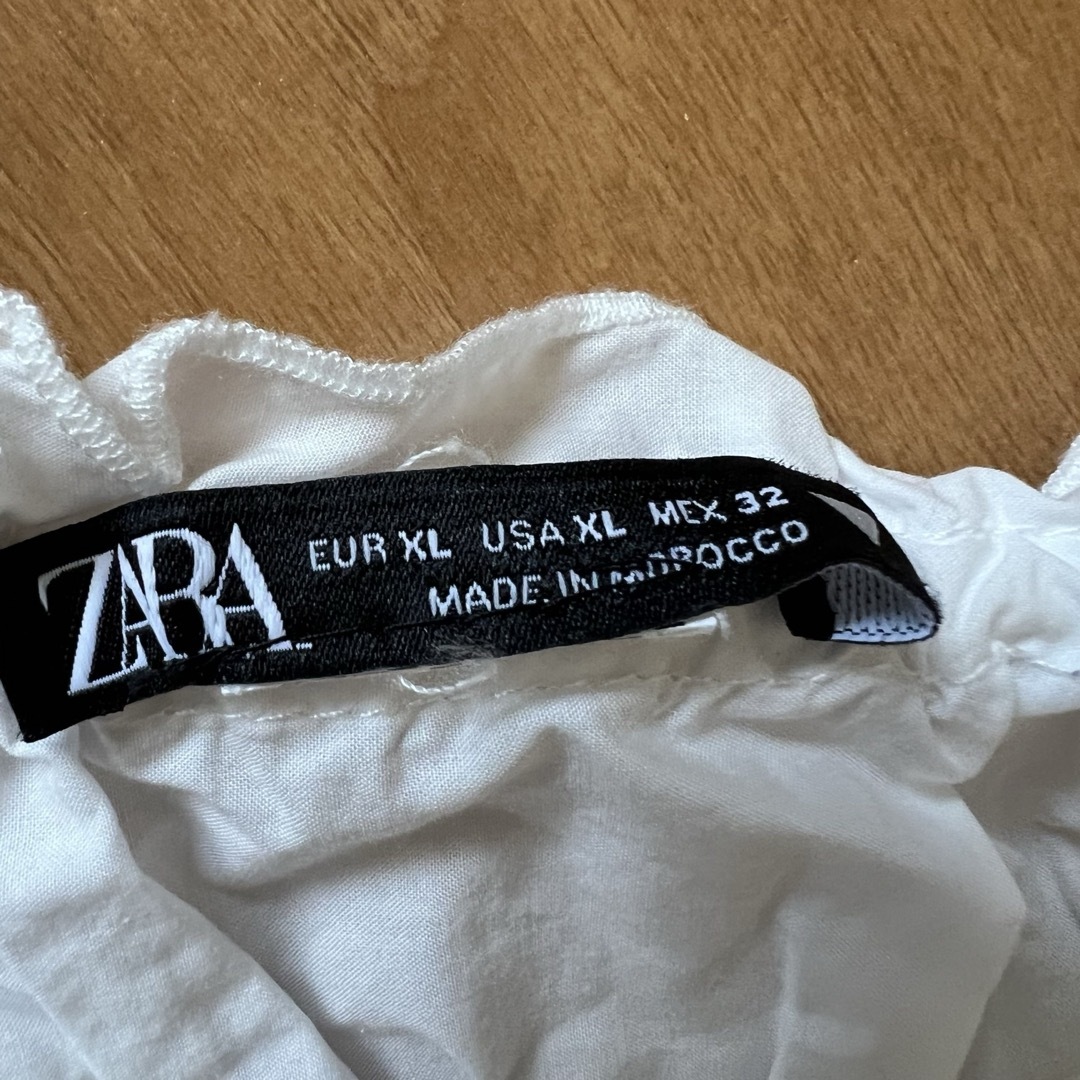 ZARA
EUR XL USA XL MEX 32
MADE IN MOROCCO